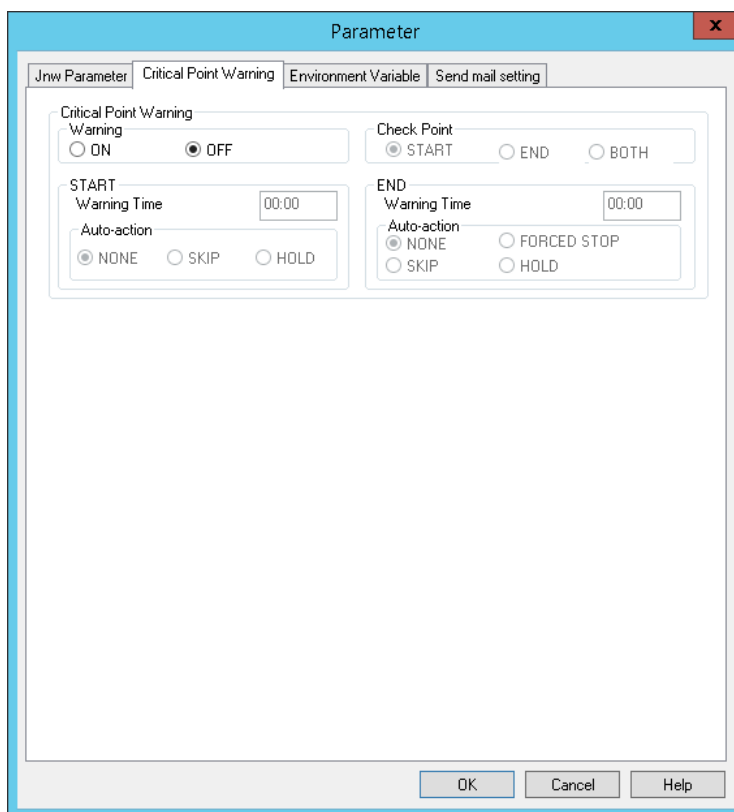 Parameter
x
Jnw Parameter Critical Point Warning Environment Variable Send mail setting
Critical Point Warning
Warning Check Point
ON OFF START END BOTH
START END
Warning Time 00:00 Warning Time 00:00
Auto-action Auto-action
NONE SKIP HOLD NONE FORCED STOP
SKIP HOLD
OK Cancel Help